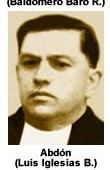 (Baldomero Baró R.)
Abdón
(Luis Iglesias B.)